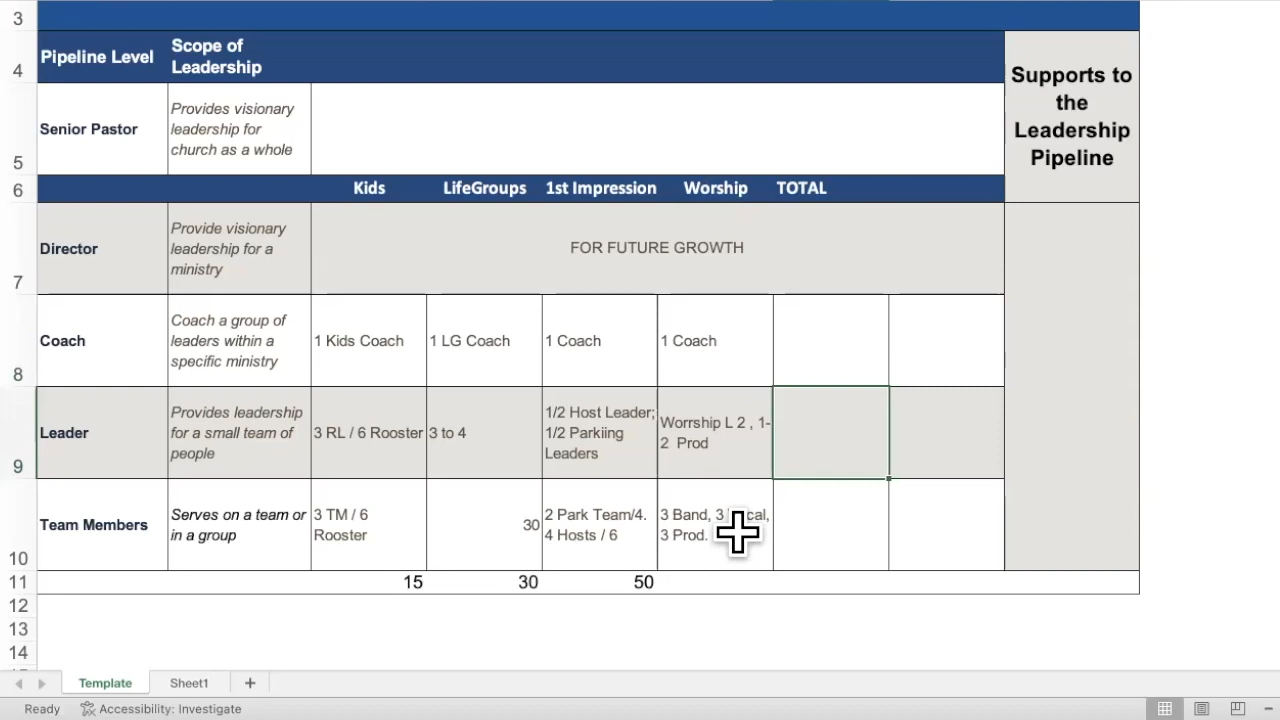 3
4
Pipeline Level
Scope of
Leadership
Supports to
the
Leadership
Pipeline
5
Senior Pastor
Provides visionary
leadership for
church as a whole
6
Kids
LifeGroups
1st Impression
Worship
TOTAL
7
Director
Provide visionary
leadership for a
ministry
FOR FUTURE GROWTH
8
Coach
Coach a group of
leaders within a
specific ministry
1 Kids Coach
1 LG Coach
1 Coach
1 Coach
9
Leader
Provides leadership
for a small team of
people
3 RL / 6 Rooster
3 to 4
1/2 Host Leader;
1/2 Parkiing
Leaders
Worrship L 2 , 1-
2 Prod
10
Team Members
Serves on a team or
in a group
3 TM / 6
Rooster
30
2 Park Team/4.
4 Hosts / 6
3 Band, 3
3 Prod.
11
15
30
50
12
13
14
Template
Sheet1
Ready
Accessibility: Investigate